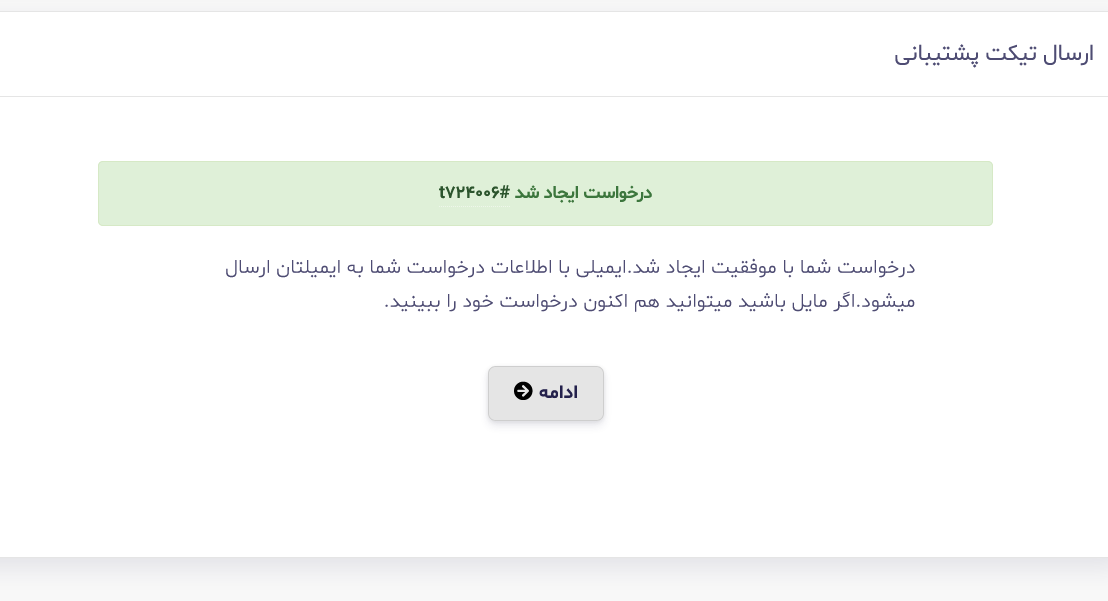 ارسال تیکت پشتیبانی
درخواست ایجاد شد #t۷۲۴۰۰۶
درخواست شما با موفقیت ایجاد شد.ایمیلی با اطلاعات درخواست شما به ایمیلتان ارسال
میشود.اگر مایل باشید میتوانید هم اکنون درخواست خود را ببینید.
ادامه